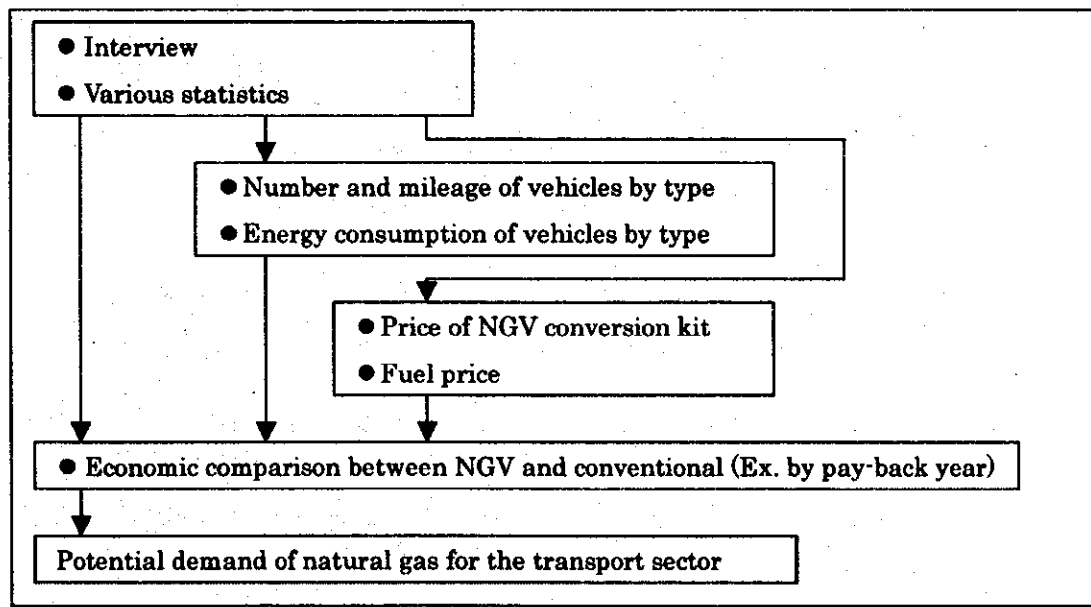 ● Interview
● Various statistics
● Number and mileage of vehicles by type
● Energy consumption of vehicles by type
● Price of NGV conversion kit
● Fuel price
● Economic comparison between NGV and conventional (Ex. by pay-back year)
Potential demand of natural gas for the transport sector